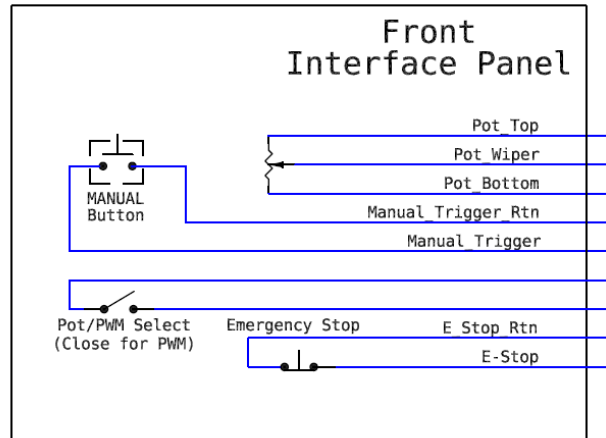 Front
Interface Panel
Pot_Top
Pot_Wiper
Pot_Bottom
MANUAL
Button
Manual_Trigger_Rtn
Manual_Trigger
Pot/PWM Select
(Close for PWM)
Emergency Stop
E_Stop_Rtn
E-Stop